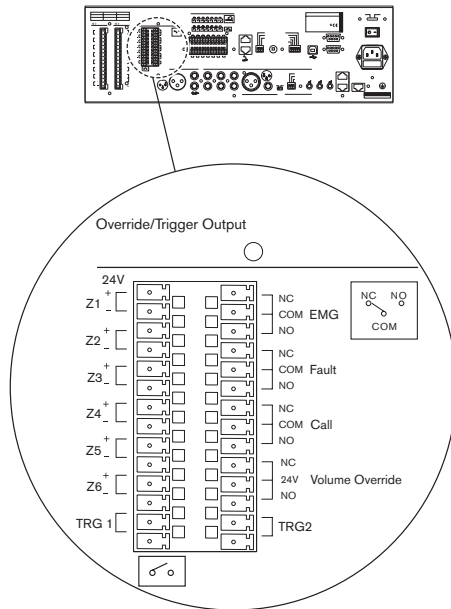 Override/Trigger Output
24V
Z1 + -
Z2 + -
Z3 + -
Z4 + -
Z5 + -
Z6 + -
TRG 1
NC
COM EMG
NO
NC
COM Fault
NO
NC
COM Call
NO
NC
24V Volume Override
NO
TRG2
NC NO
COM